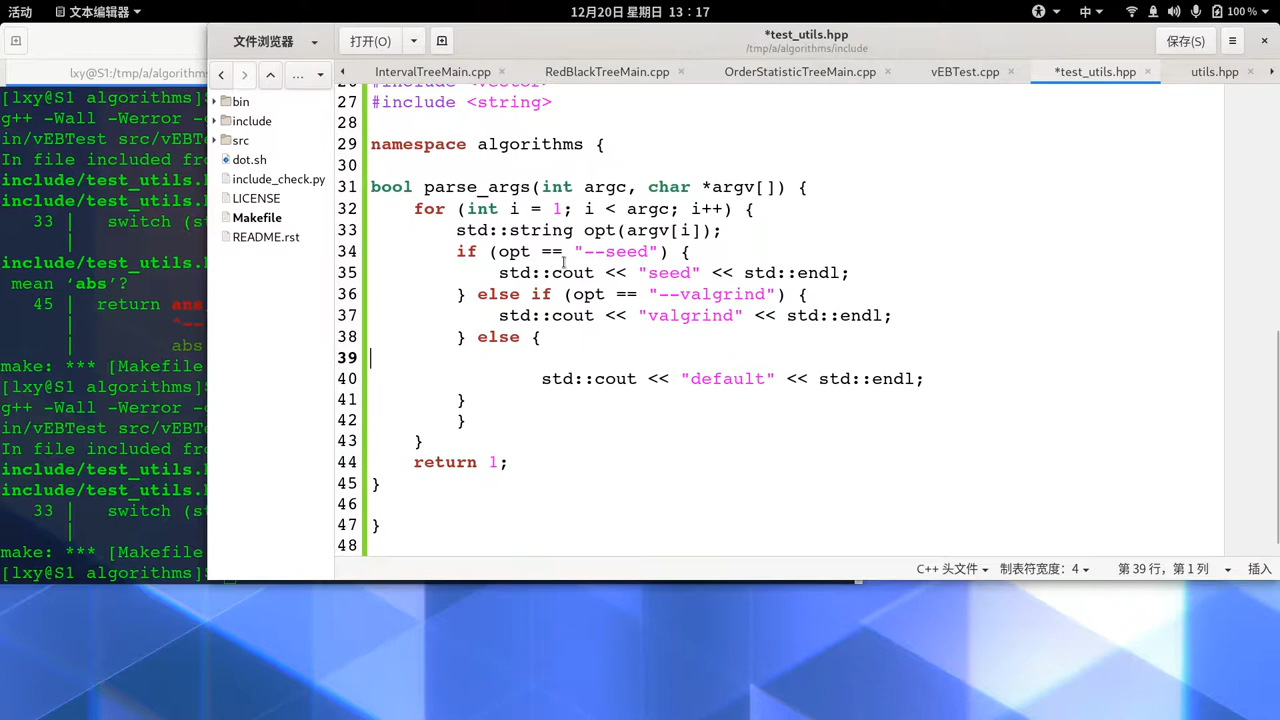 活动 文本编辑器 12月20日 星期日 13∶17 中 100 %
lxy@S1:/tmp/a/algorithms
[lxy@S1 algorithms]$
g++ -Wall -Werror -
in/vEBTest src/vEBT
In file included fr
include/test_utils.
include/test_utils.
33 | switch (s
|
include/test_utils.
mean ‘abs’?
45 | return ans
| ^~~
| abs
make: *** [Makefile
[lxy@S1 algorithms]$
g++ -Wall -Werror -
in/vEBTest src/vEBT
In file included fr
include/test_utils.
include/test_utils.
33 | switch (s
|
make: *** [Makefile
[lxy@S1 algorithms]$
文件浏览器 打开(O) *test_utils.hpp 保存(S)
/tmp/a/algorithms/include
... IntervalTreeMain.cpp RedBlackTreeMain.cpp OrderStatisticTreeMain.cpp vEBTest.cpp *test_utils.hpp utils.hpp
bin
include
src
dot.sh
include_check.py
LICENSE
Makefile
README.rst
26 #include <vector>
27 #include <string>
28
29 namespace algorithms {
30
31 bool parse_args(int argc, char *argv[]) {
32 for (int i = 1; i < argc; i++) {
33 std::string opt(argv[i]);
34 if (opt == "--seed") {
35 std::cout << "seed" << std::endl;
36 } else if (opt == "--valgrind") {
37 std::cout << "valgrind" << std::endl;
38 } else {
39
40 std::cout << "default" << std::endl;
41 }
42 }
43 }
44 return 1;
45 }
46
47 }
48
C++ 头文件 制表符宽度：4 第 39 行，第 1 列 插入